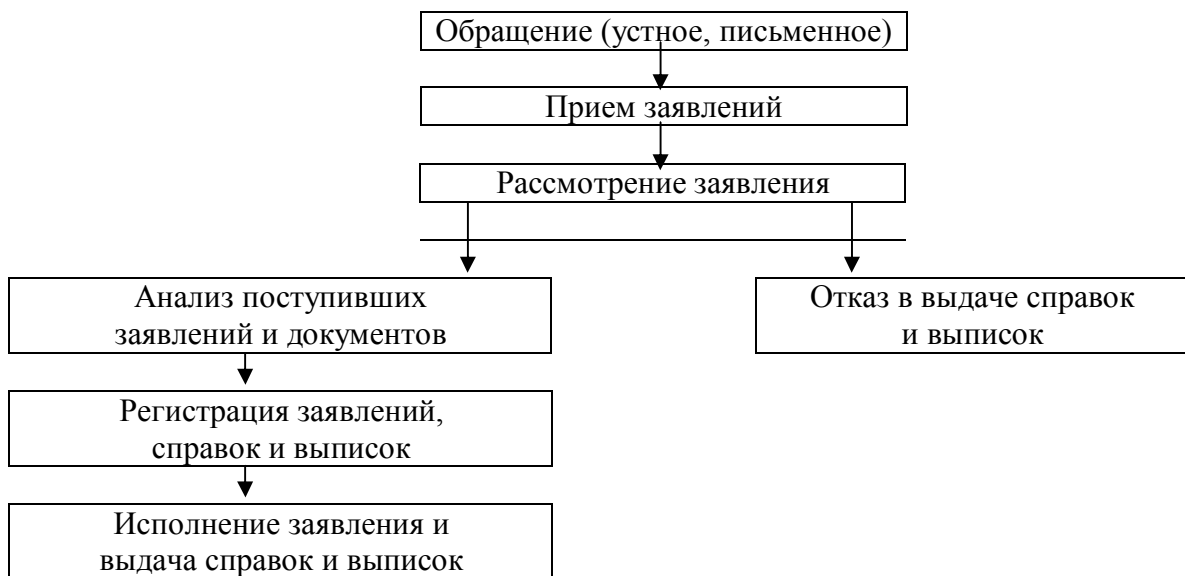 Обращение (устное, письменное)
Прием заявлений
Рассмотрение заявления
Анализ поступивших
заявлений и документов
Отказ в выдаче справок
и выписок
Регистрация заявлений,
справок и выписок
Исполнение заявления и
выдача справок и выписок